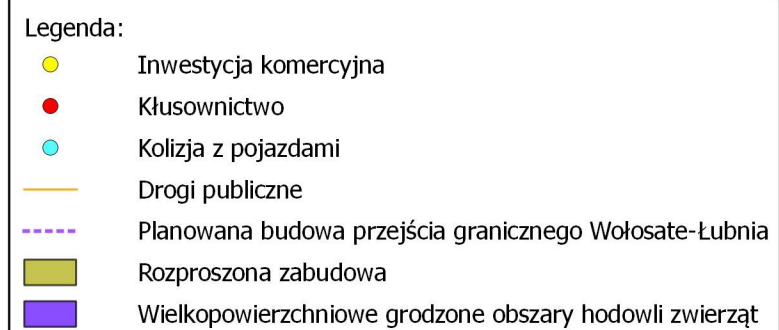 Legenda:
Inwestycja komercyjna
Kłusownictwo
Kolizja z pojazdami
Drogi publiczne
Planowana budowa przejścia granicznego Wołosate-Łubnia
Rozproszona zabudowa
Wielkopowierzchniowe grodzone obszary hodowli zwierząt